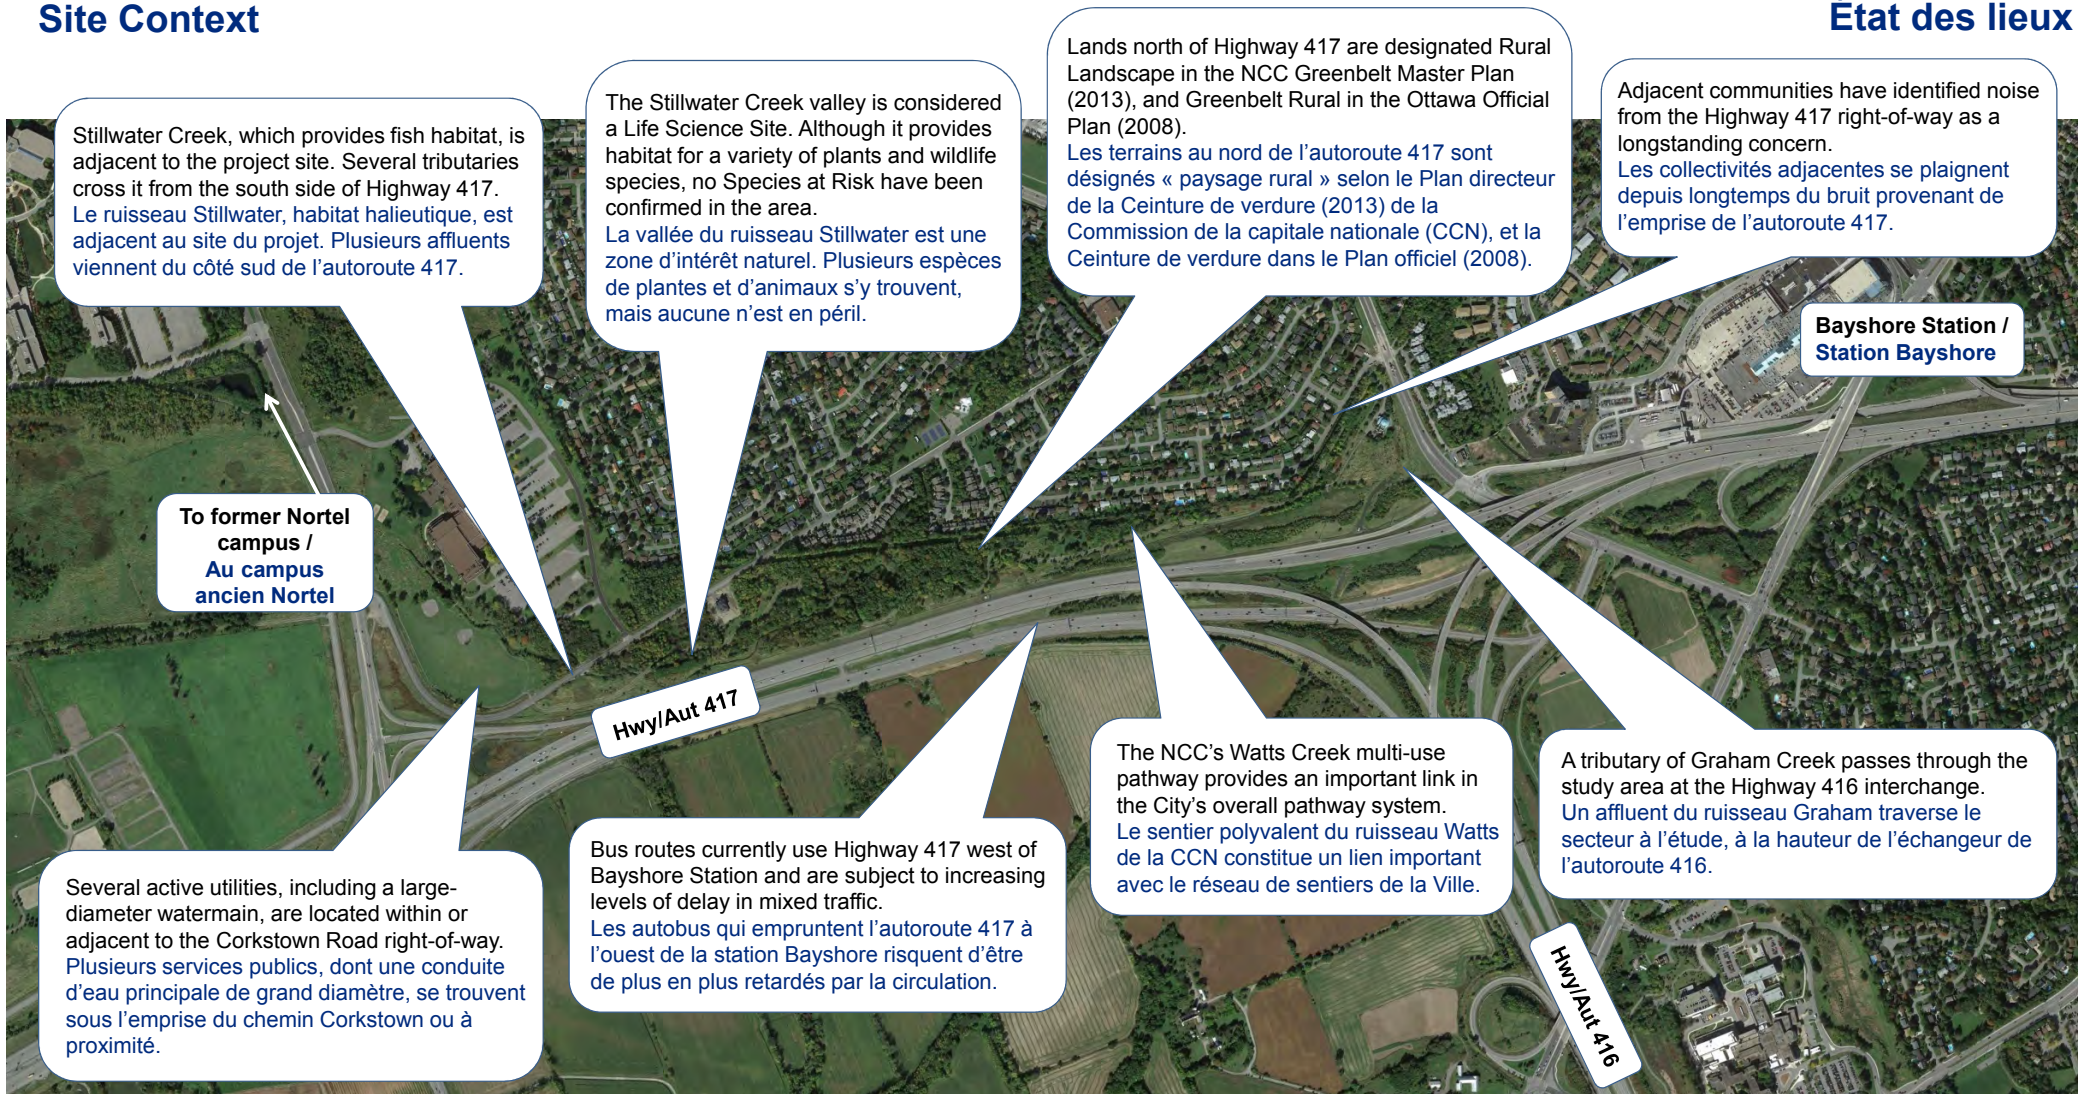 Site Context
État des lieux
Stillwater Creek, which provides fish habitat, is
adjacent to the project site. Several tributaries
cross it from the south side of Highway 417.
Le ruisseau Stillwater, habitat halieutique, est
adjacent au site du projet. Plusieurs affluents
viennent du côté sud de l’autoroute 417.
The Stillwater Creek valley is considered
a Life Science Site. Although it provides
habitat for a variety of plants and wildlife
species, no Species at Risk have been
confirmed in the area.
La vallée du ruisseau Stillwater est une
zone d’intérêt naturel. Plusieurs espèces
de plantes et d’animaux s’y trouvent,
mais aucune n’est en péril.
Lands north of Highway 417 are designated Rural
Landscape in the NCC Greenbelt Master Plan
(2013), and Greenbelt Rural in the Ottawa Official
Plan (2008).
Les terrains au nord de l’autoroute 417 sont
désignés « paysage rural » selon le Plan directeur
de la Ceinture de verdure (2013) de la
Commission de la capitale nationale (CCN), et la
Ceinture de verdure dans le Plan officiel (2008).
Adjacent communities have identified noise
from the Highway 417 right-of-way as a
longstanding concern.
Les collectivités adjacentes se plaignent
depuis longtemps du bruit provenant de
l’emprise de l’autoroute 417.
Bayshore Station /
Station Bayshore
To former Nortel
campus /
Au campus
ancien Nortel
Hwy/Aut 417
Several active utilities, including a large-
diameter watermain, are located within or
adjacent to the Corkstown Road right-of-way.
Plusieurs services publics, dont une conduite
d’eau principale de grand diamètre, se trouvent
sous l’emprise du chemin Corkstown ou à
proximité.
Bus routes currently use Highway 417 west of
Bayshore Station and are subject to increasing
levels of delay in mixed traffic.
Les autobus qui empruntent l’autoroute 417 à
l’ouest de la station Bayshore risquent d’être
de plus en plus retardés par la circulation.
The NCC’s Watts Creek multi-use
pathway provides an important link in
the City’s overall pathway system.
Le sentier polyvalent du ruisseau Watts
de la CCN constitue un lien important
avec le réseau de sentiers de la Ville.
A tributary of Graham Creek passes through the
study area at the Highway 416 interchange.
Un affluent du ruisseau Graham traverse le
secteur à l’étude, à la hauteur de l’échangeur de
l’autoroute 416.
Hwy/Aut 416